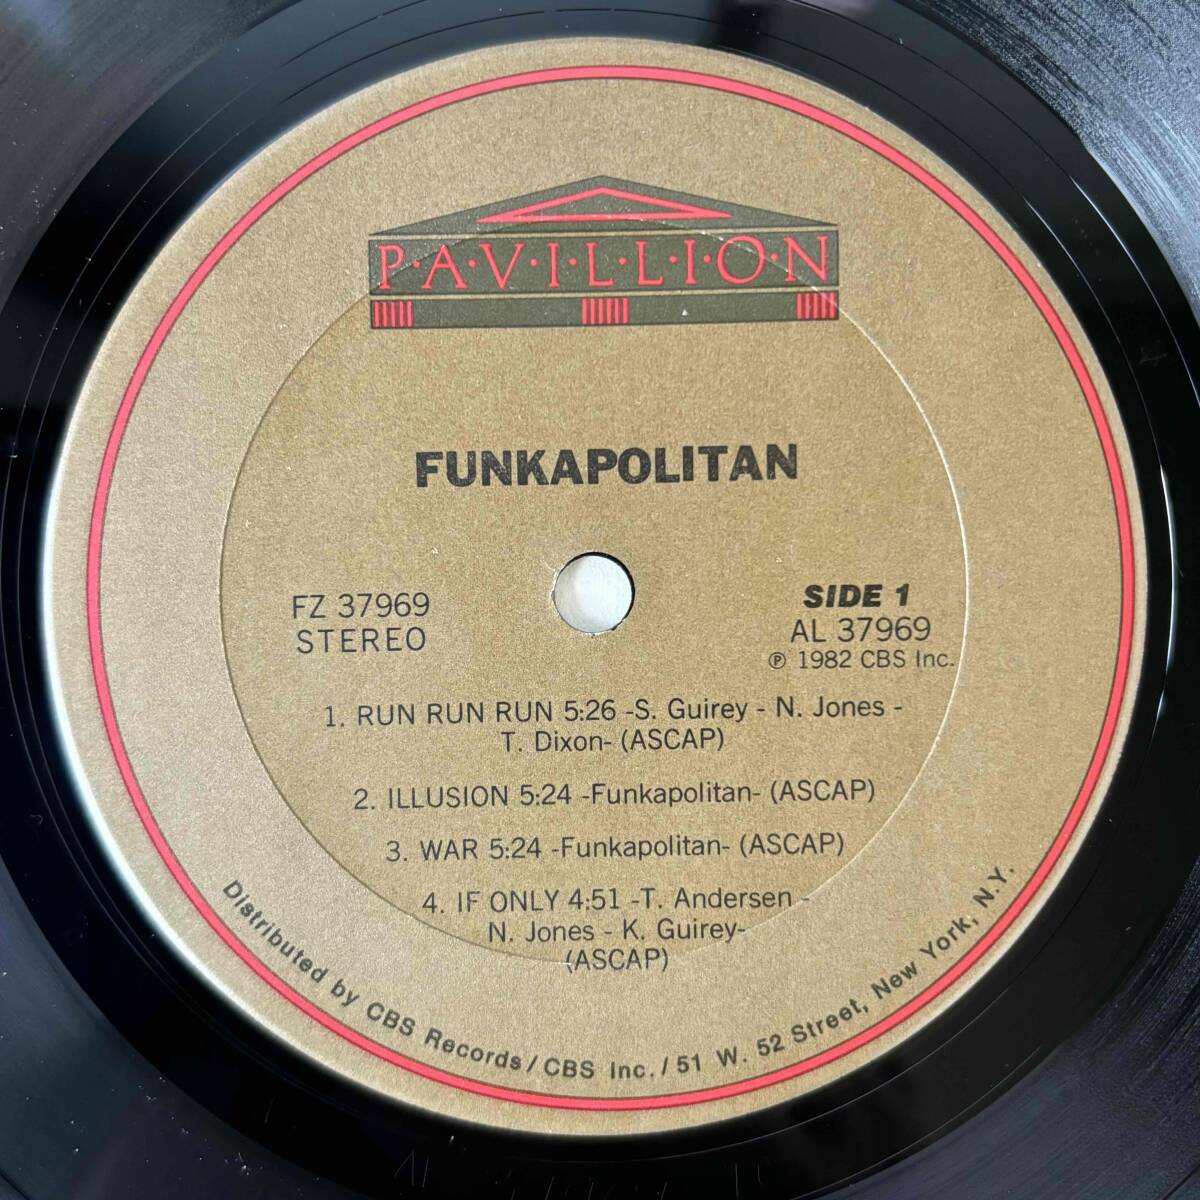 P·A·V·I·L·L·I·O·N
FUNKAPOLITAN
FZ 37969
STEREO
SIDE 1
AL 37969
℗ 1982 CBS Inc.
1. RUN RUN RUN 5:26 -S. Guirey - N. Jones -
T. Dixon- (ASCAP)
2. ILLUSION 5:24 -Funkapolitan- (ASCAP)
3. WAR 5:24 -Funkapolitan- (ASCAP)
4. IF ONLY 4:51 -T. Andersen -
N. Jones - K. Guirey-
(ASCAP)
Distributed by CBS Records/CBS Inc./51 W. 52 Street, New York, N.Y.